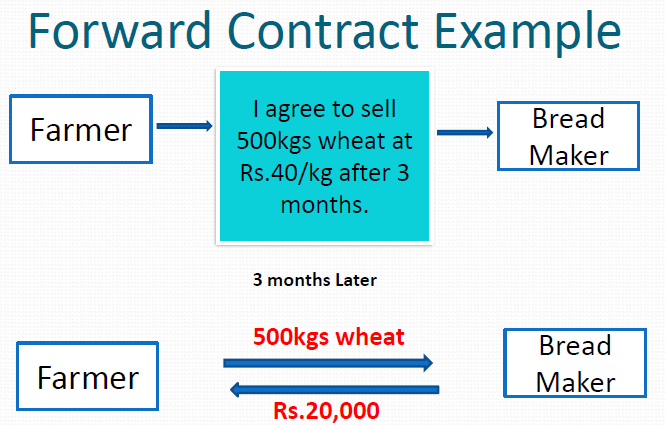 Forward Contract Example
Farmer
I agree to sell
500kgs wheat at
Rs.40/kg after 3
months.
Bread
Maker
3 months Later
Farmer
500kgs wheat
Rs.20,000
Bread
Maker